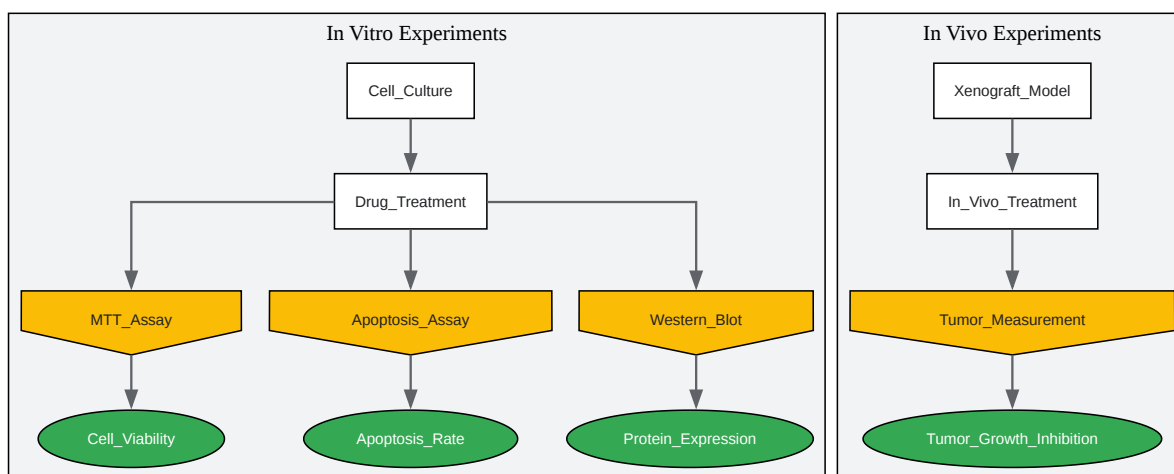 In Vitro Experiments
Cell_Culture
Drug_Treatment
MTT_Assay
Apoptosis_Assay
Western_Blot
Cell_Viability
Apoptosis_Rate
Protein_Expression
In Vivo Experiments
Xenograft_Model
In_Vivo_Treatment
Tumor_Measurement
Tumor_Growth_Inhibition